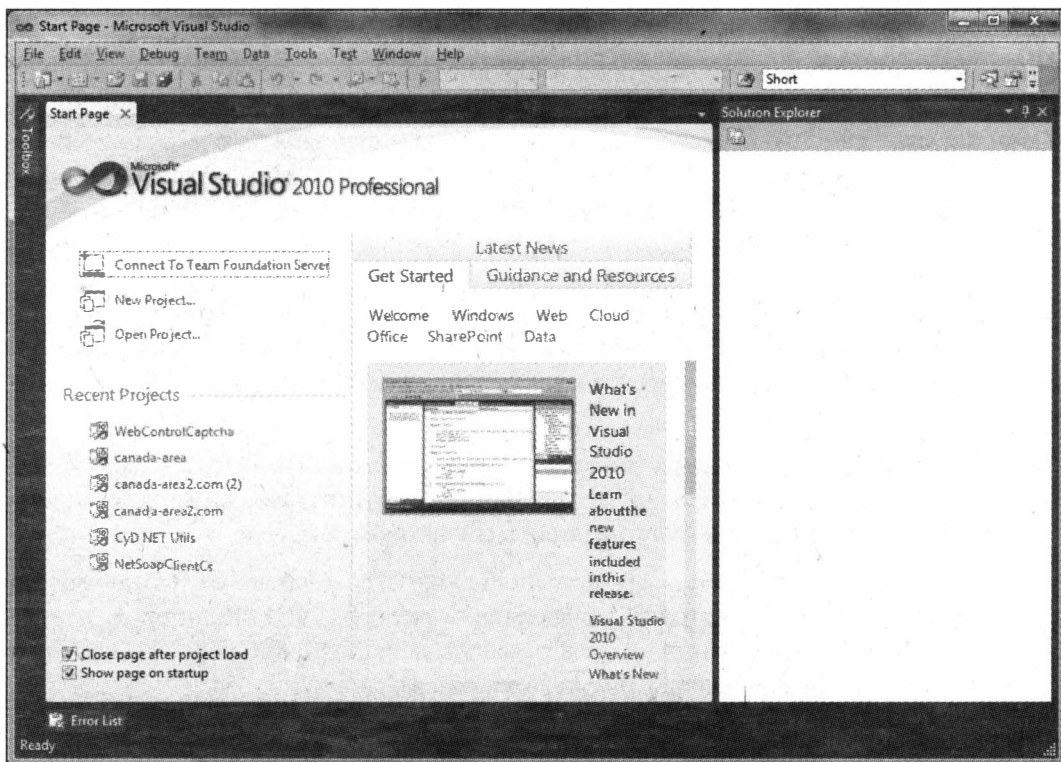 Start Page - Microsoft Visual Studio
File Edit View Debug Team Data Tools Test Window Help
Short
Toolbox
Start Page
Solution Explorer
Microsoft
Visual Studio 2010 Professional
Connect To Team Foundation Server
New Project...
Open Project...
Recent Projects
WebControlCaptcha
canada-area
canada-area2.com (2)
canada-area2.com
CyD NET Utils
NetSoapClientCs
Close page after project load
Show page on startup
Latest News
Get Started Guidance and Resources
Welcome Windows Web Cloud
Office SharePoint Data
What's
New in
Visual
Studio
2010
Learn
aboutthe
new
features
included
inthis
release.
Visual Studio
2010
Overview
What's New
Error List
Ready